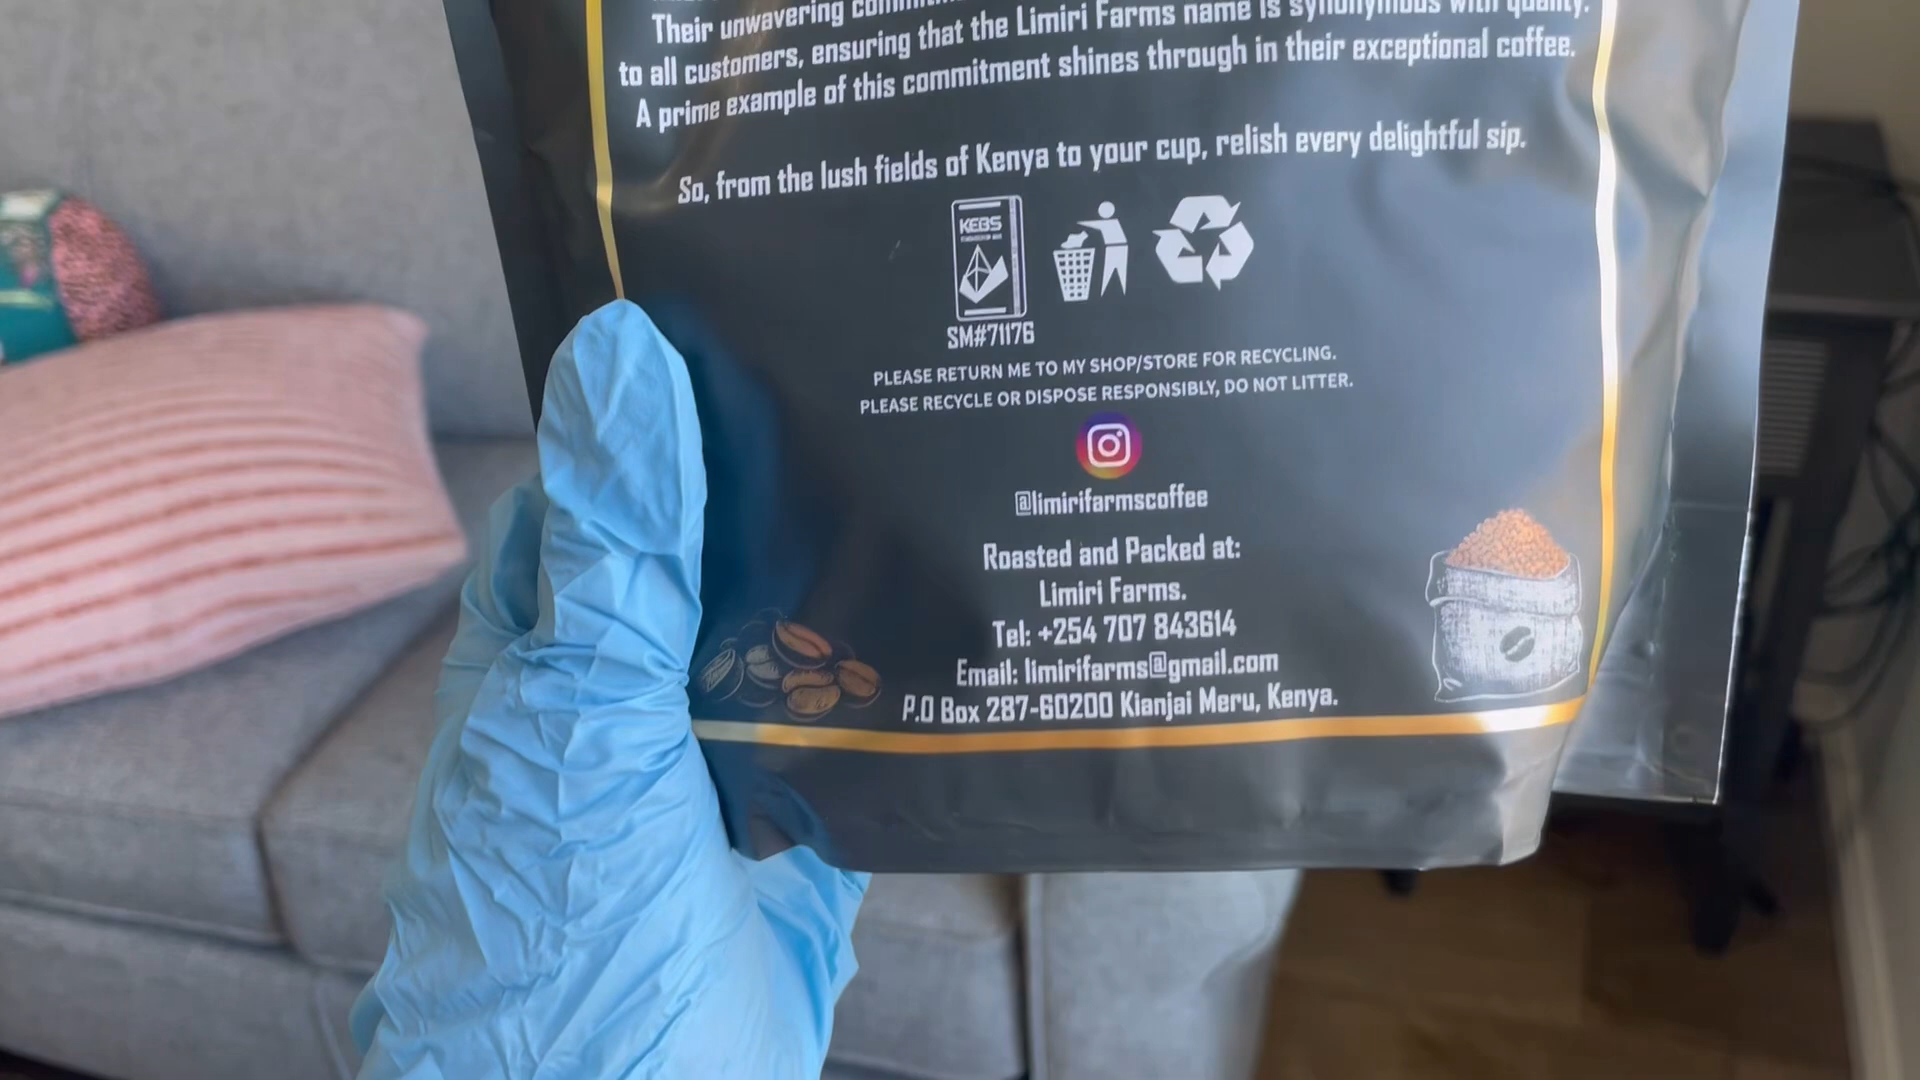 Their unwavering
to all customers, ensuring that the Limiri Farms name is synonymous with quality.
A prime example of this commitment shines through in their exceptional coffee.
So, from the lush fields of Kenya to your cup, relish every delightful sip.
KEBS
SM#71176
PLEASE RETURN ME TO MY SHOP/STORE FOR RECYCLING.
PLEASE RECYCLE OR DISPOSE RESPONSIBLY, DO NOT LITTER.
@limirifarmscoffee
Roasted and Packed at:
Limiri Farms.
Tel: +254 707 843614
Email: limirifarms@gmail.com
P.O Box 287-60200 Kianjai Meru, Kenya.